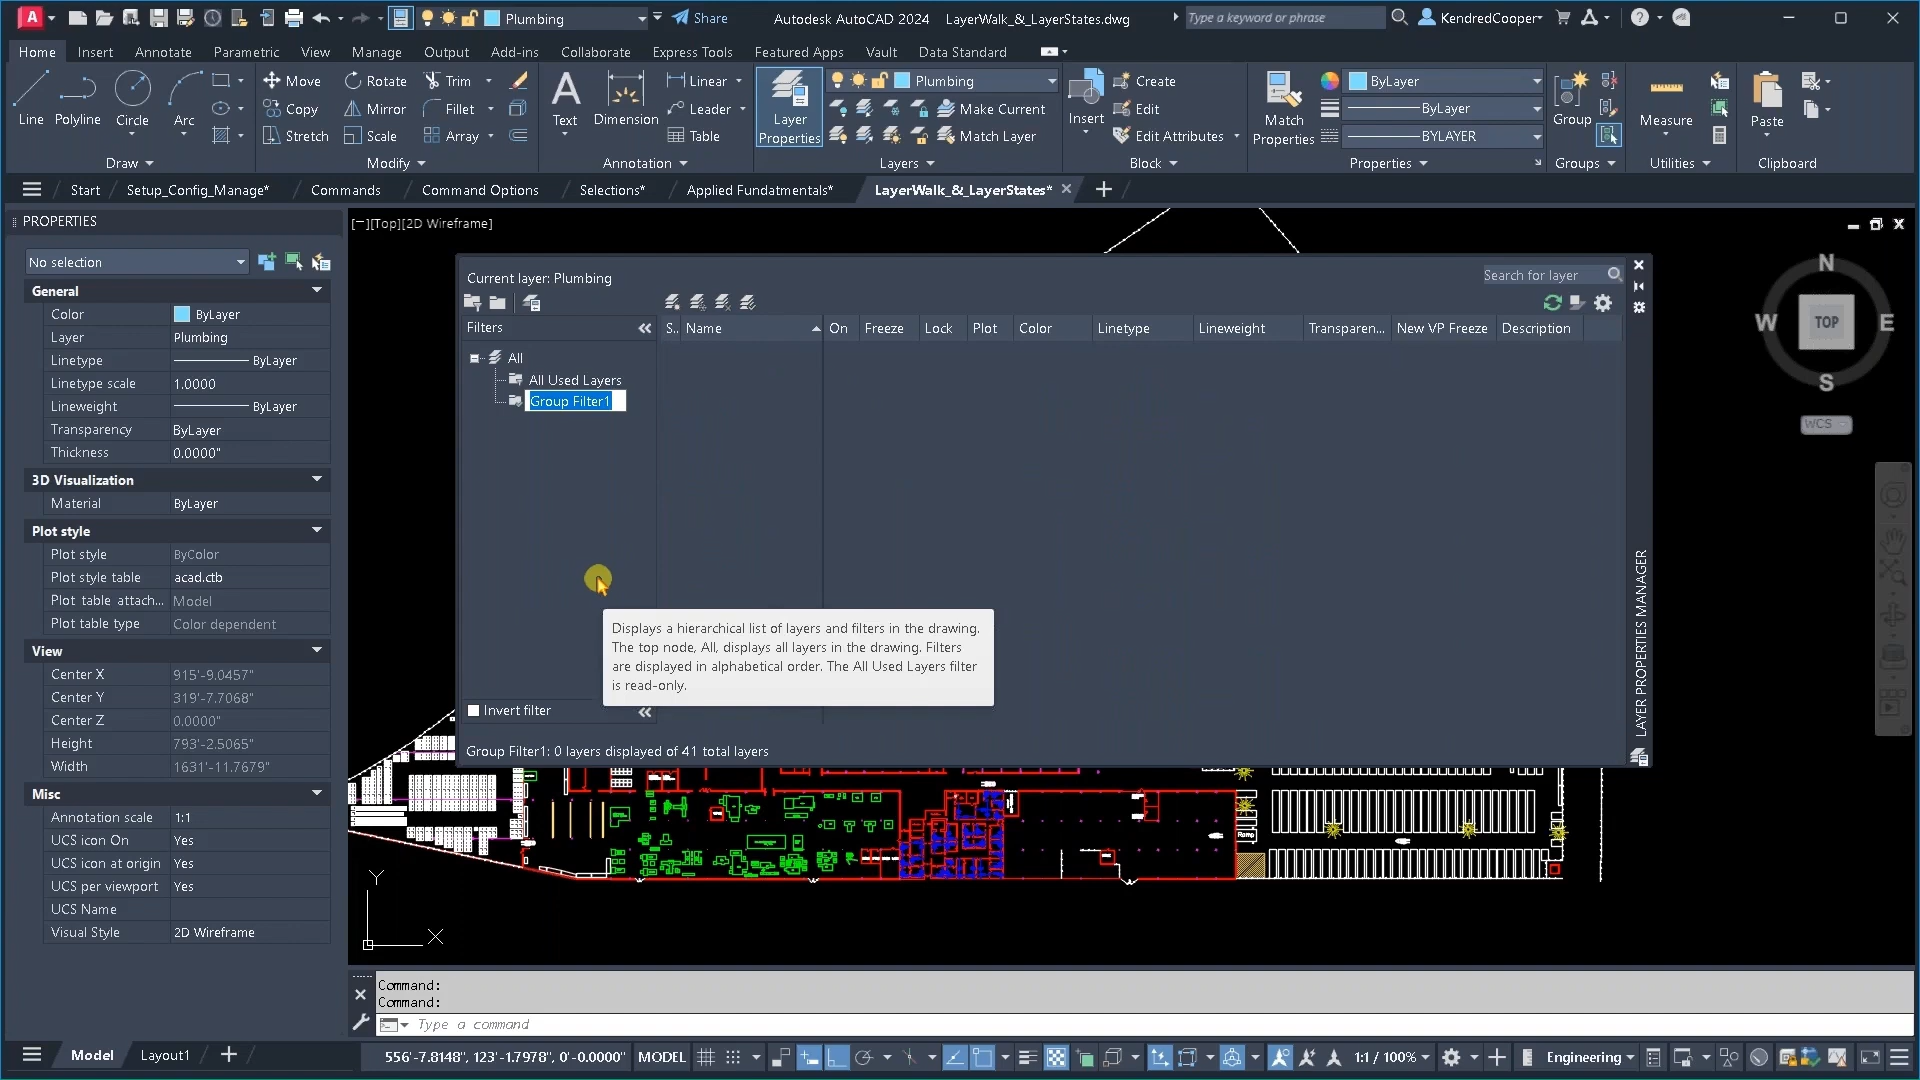 A Plumbing Share Autodesk AutoCAD 2024 LayerWalk_&_LayerStates.dwg Type a keyword or phrase KendredCooper
Home Insert Annotate Parametric View Manage Output Add-ins Collaborate Express Tools Featured Apps Vault Data Standard
Line Polyline Circle Arc
Move Rotate Trim
Copy Mirror Fillet
Stretch Scale Array
Text Dimension
Linear
Leader
Table
Layer Properties
Plumbing
Make Current
Match Layer
Insert
Create
Edit
Edit Attributes
Match Properties
ByLayer
ByLayer
BYLAYER
Group
Measure
Paste
Draw Modify Annotation Layers Block Properties Groups Utilities Clipboard
Start Setup_Config_Manage* Commands Command Options Selections* Applied Fundatmentals* LayerWalk_&_LayerStates*
PROPERTIES
No selection
General
Color ByLayer
Layer Plumbing
Linetype ByLayer
Linetype scale 1.0000
Lineweight ByLayer
Transparency ByLayer
Thickness 0.0000"
3D Visualization
Material ByLayer
Plot style
Plot style ByColor
Plot style table acad.ctb
Plot table attach... Model
Plot table type Color dependent
View
Center X 915'-9.0457"
Center Y 319'-7.7068"
Center Z 0.0000"
Height 793'-2.5065"
Width 1631'-11.7679"
Misc
Annotation scale 1:1
UCS icon On Yes
UCS icon at origin Yes
UCS per viewport Yes
UCS Name
Visual Style 2D Wireframe
[−][Top][2D Wireframe]
Current layer: Plumbing
Search for layer
Filters
S.. Name On Freeze Lock Plot Color Linetype Lineweight Transparen... New VP Freeze Description
All
All Used Layers
Group Filter1
Displays a hierarchical list of layers and filters in the drawing.
The top node, All, displays all layers in the drawing. Filters
are displayed in alphabetical order. The All Used Layers filter
is read-only.
Invert filter
Group Filter1: 0 layers displayed of 41 total layers
LAYER PROPERTIES MANAGER
N
W TOP E
S
WCS
Ramp
Y
X
Command:
Command:
Type a command
Model Layout1 556'-7.8148", 123'-1.7978", 0'-0.0000" MODEL 1:1 / 100% Engineering